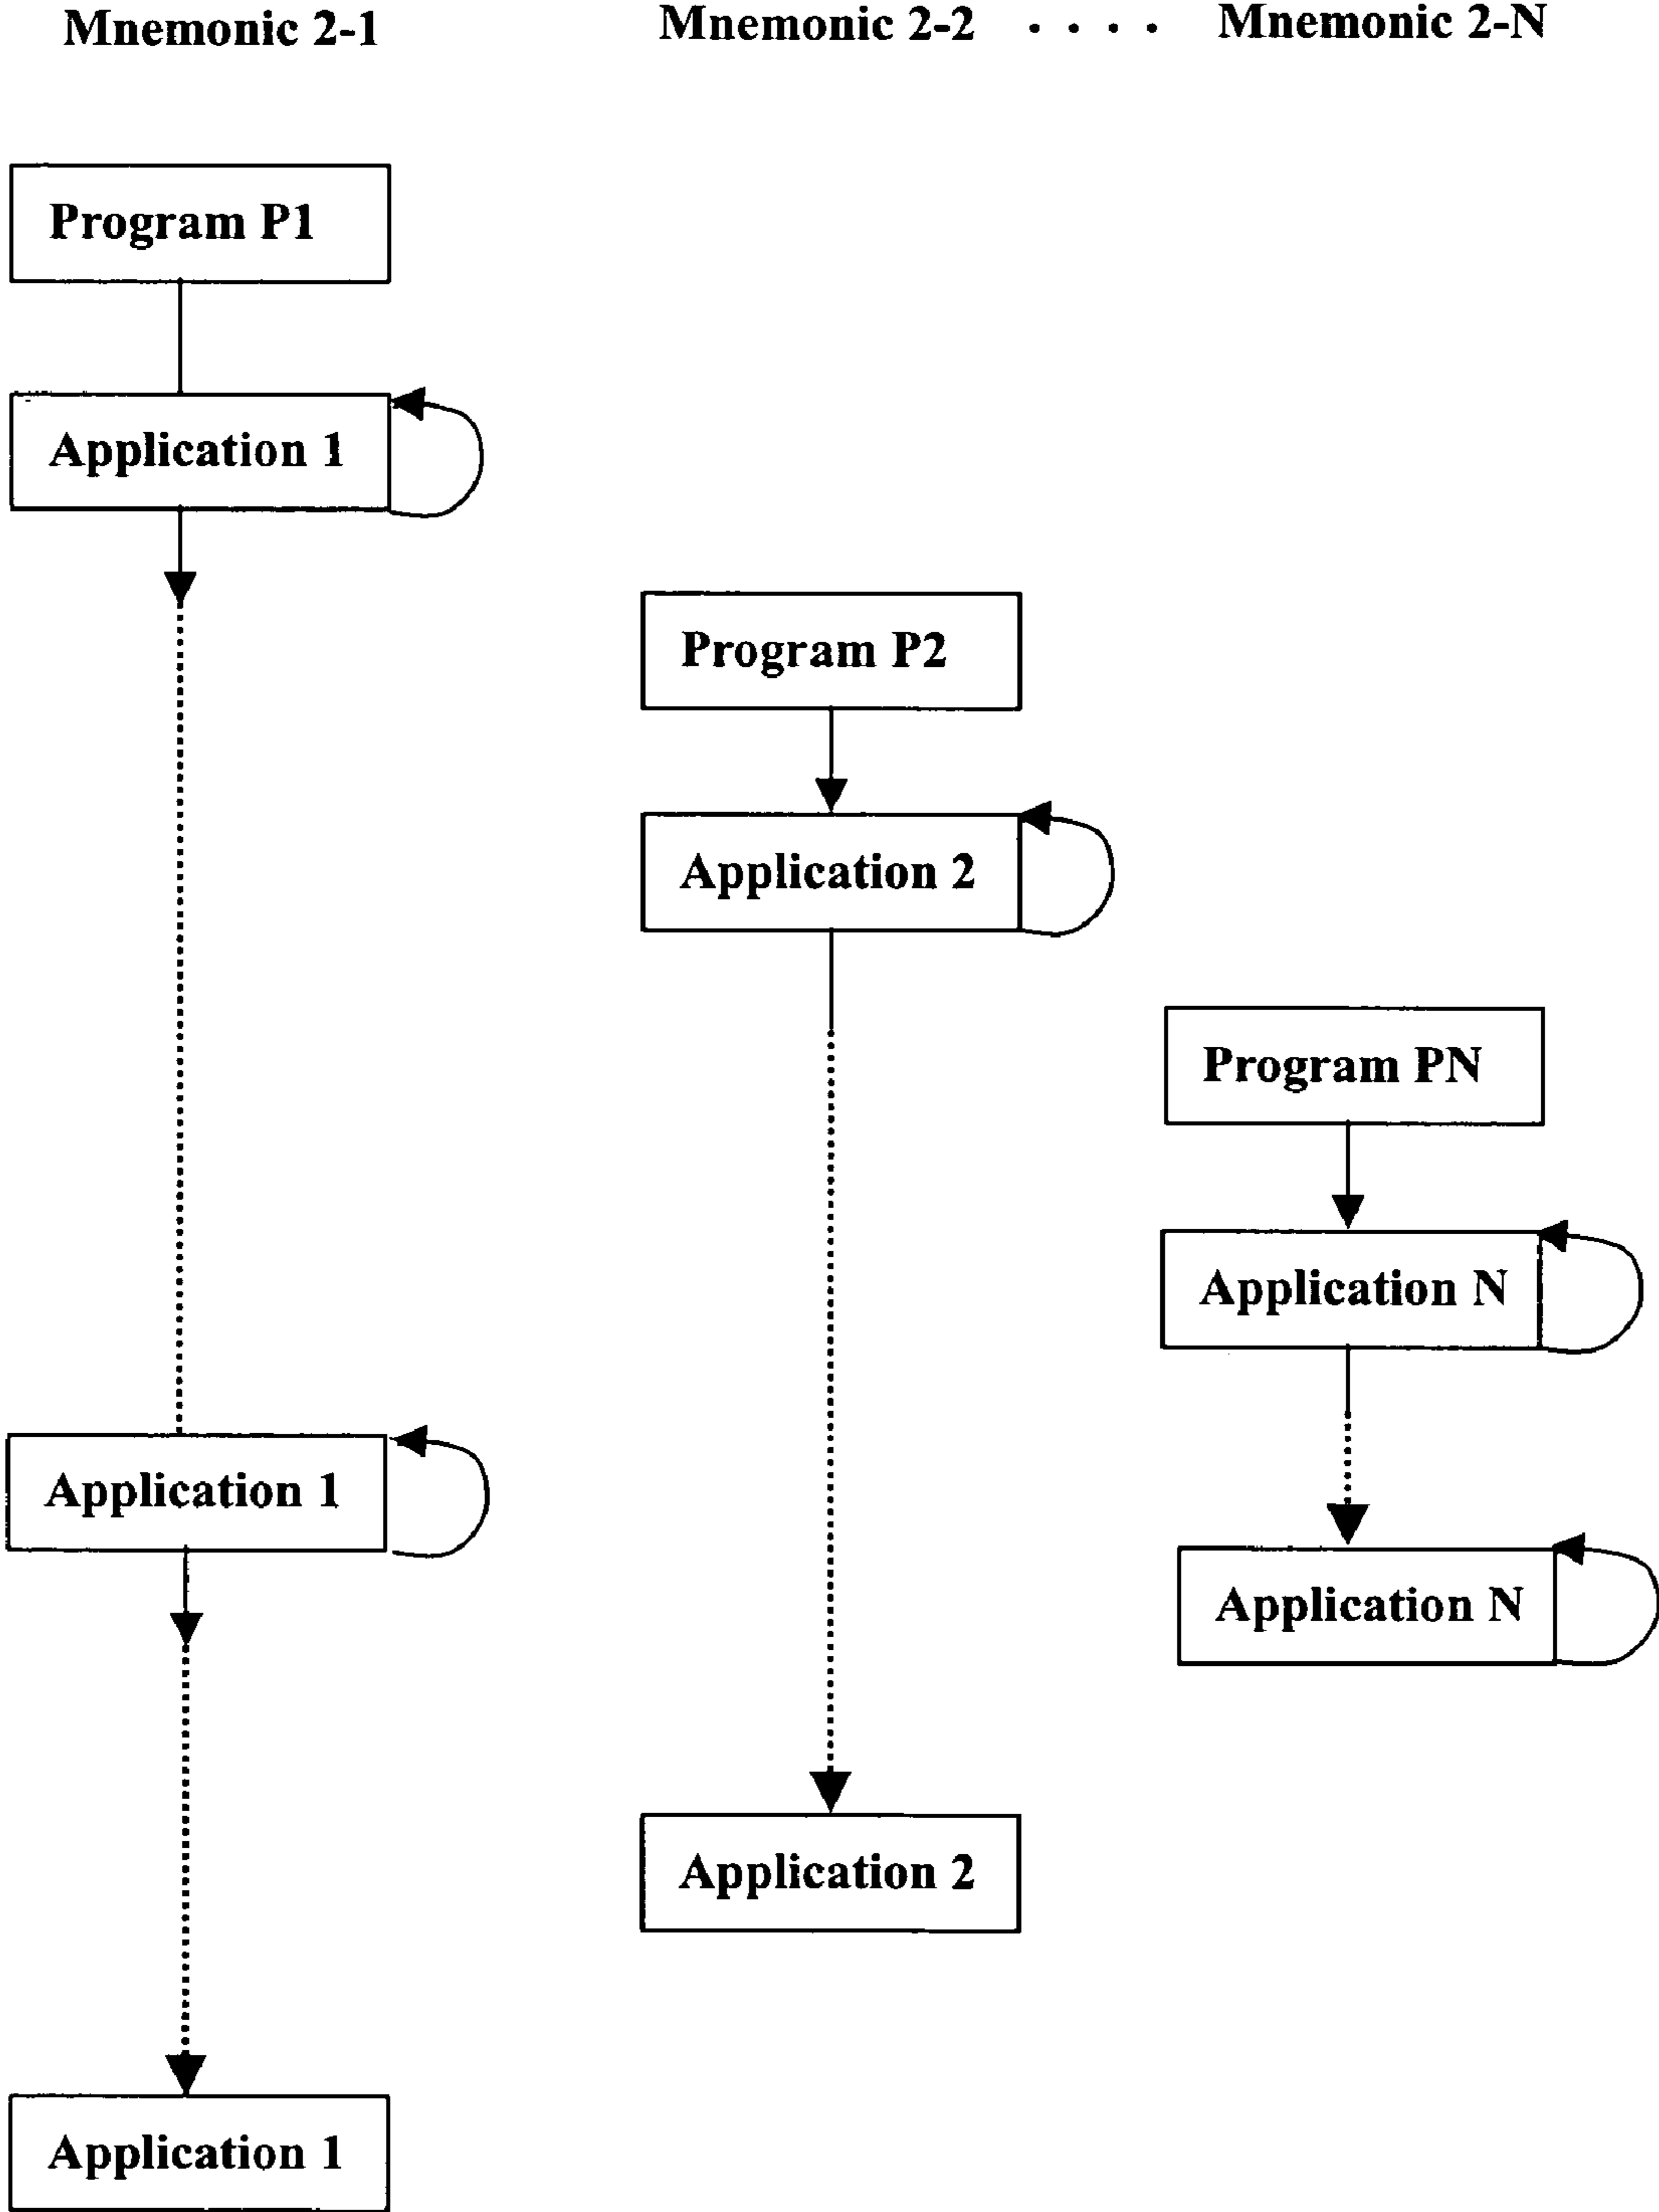 Mnemonic 2-1 Mnemonic 2-2 . . . . Mnemonic 2-N
Program P1
Application 1
Program P2
Application 2
Program PN
Application N
Application 1
Application N
Application 2
Application 1